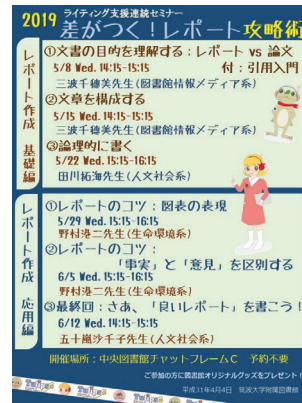 2019 ライティング支援連続セミナー
差がつく!レポート攻略術
レポート作成 基礎編
①文書の目的を理解する:レポート vs 論文
5/8 Wed. 14:15-15:15 付:引用入門
三波千穂美先生(図書館情報メディア系)
②文章を構成する
5/15 Wed. 14:15-15:15
三波千穂美先生(図書館情報メディア系)
③論理的に書く
5/22 Wed. 15:15-16:15
田川拓海先生(人文社会系)
レポート作成 応用編
①レポートのコツ:図表の表現
5/29 Wed. 15:15-16:15
野村港二先生(生命環境系)
②レポートのコツ:
「事実」と「意見」を区別する
6/5 Wed. 15:15-16:15
野村港二先生(生命環境系)
③最終回:さあ、「良いレポート」を書こう!
6/12 Wed. 14:15-15:15
五十嵐沙千子先生(人文社会系)
開催場所:中央図書館チャットフレームC 予約不要
ご参加の方に図書館オリジナルグッズをプレゼント!
平成31年4月4日 筑波大学附属図書館